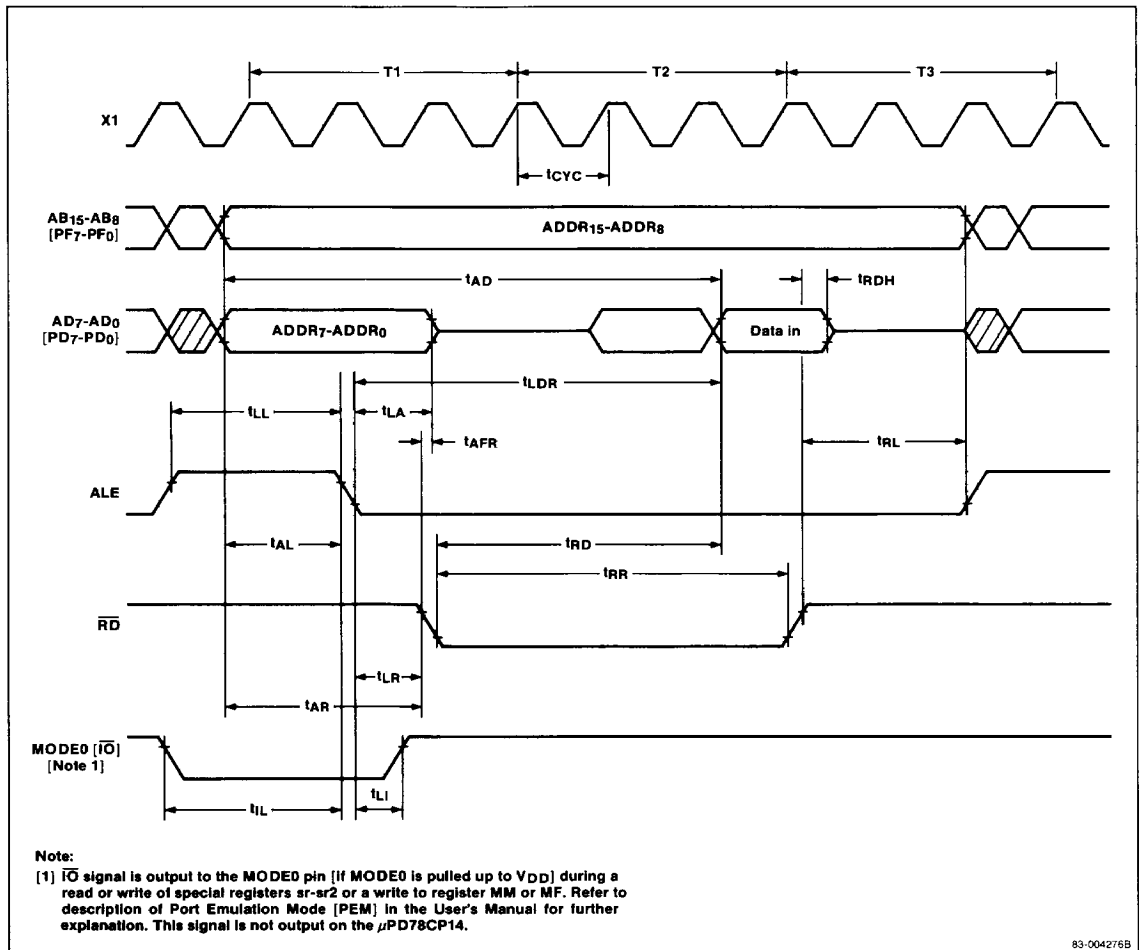 T1 T2 T3
X1
tCYC
AB15-AB8
[PF7-PF0]
ADDR15-ADDR8
tAD
tRDH
AD7-AD0
[PD7-PD0]
ADDR7-ADDR0
Data in
tLDR
tLL
tLA
tAFR
tRL
ALE
tAL
tRD
tRR
RD
tLR
tAR
MODE0 [IO]
[Note 1]
tLI
tIL
Note:
[1] IO signal is output to the MODE0 pin [If MODE0 is pulled up to VDD] during a
read or write of special registers sr-sr2 or a write to register MM or MF. Refer to
description of Port Emulation Mode [PEM] in the User's Manual for further
explanation. This signal is not output on the μPD78CP14.
83-004276B